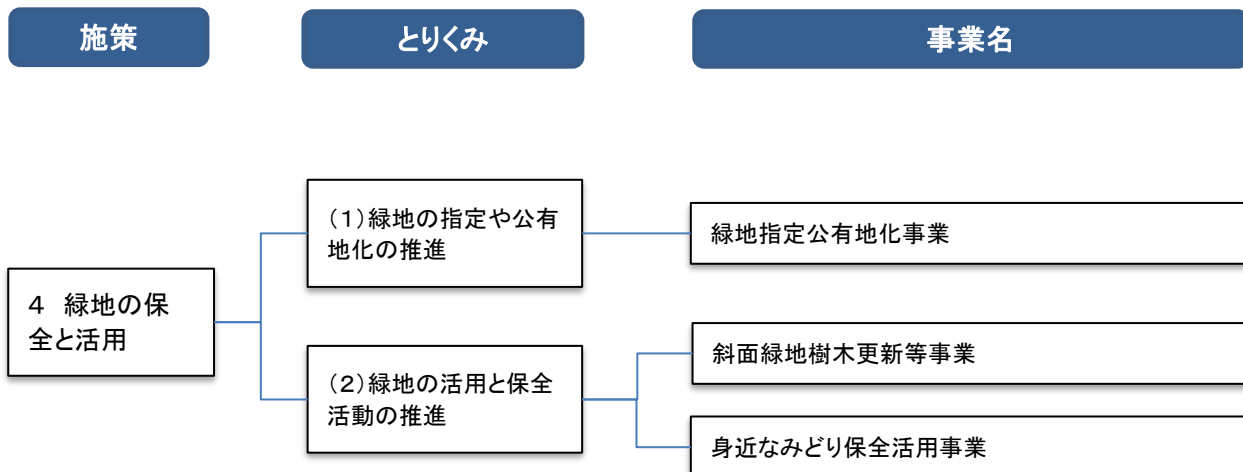 施策
とりくみ
事業名
(1)緑地の指定や公有
地化の推進
緑地指定公有地化事業
4 緑地の保
全と活用
斜面緑地樹木更新等事業
(2)緑地の活用と保全
活動の推進
身近なみどり保全活用事業